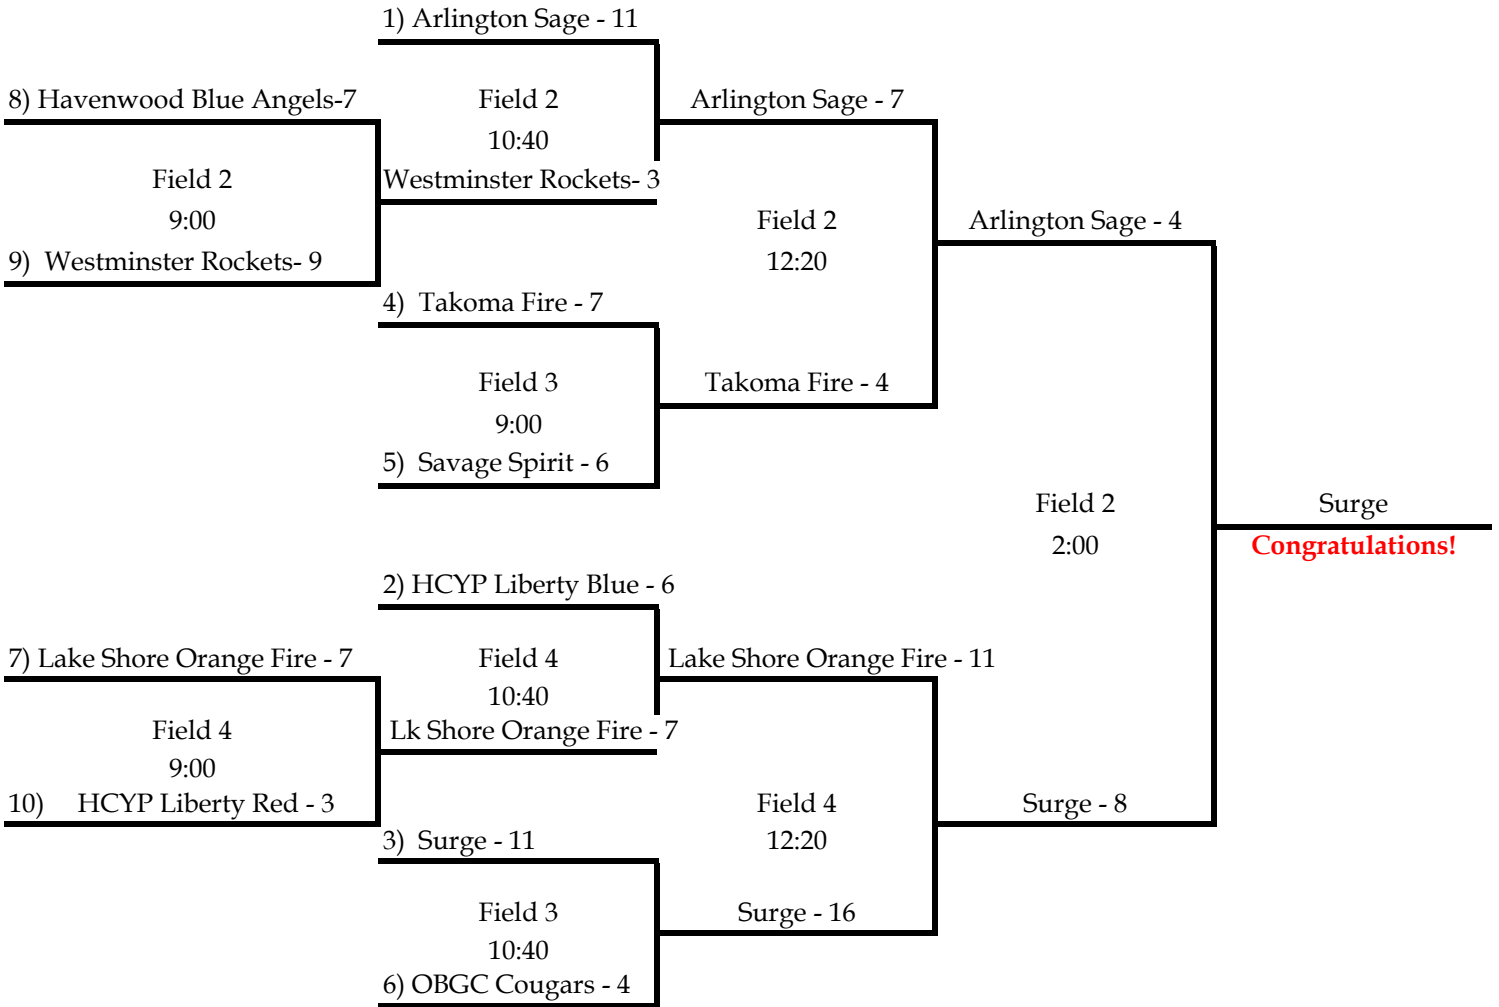 1) Arlington Sage - 11
8) Havenwood Blue Angels-7
Field 2
10:40
Arlington Sage - 7
Field 2
9:00
Westminster Rockets- 3
9) Westminster Rockets- 9
Field 2
12:20
Arlington Sage - 4
4) Takoma Fire - 7
Field 3
9:00
Takoma Fire - 4
5) Savage Spirit - 6
Field 2
2:00
Surge
Congratulations!
2) HCYP Liberty Blue - 6
7) Lake Shore Orange Fire - 7
Field 4
10:40
Lake Shore Orange Fire - 11
Field 4
9:00
Lk Shore Orange Fire - 7
10) HCYP Liberty Red - 3
Field 4
12:20
Surge - 8
3) Surge - 11
Field 3
10:40
Surge - 16
6) OBGC Cougars - 4